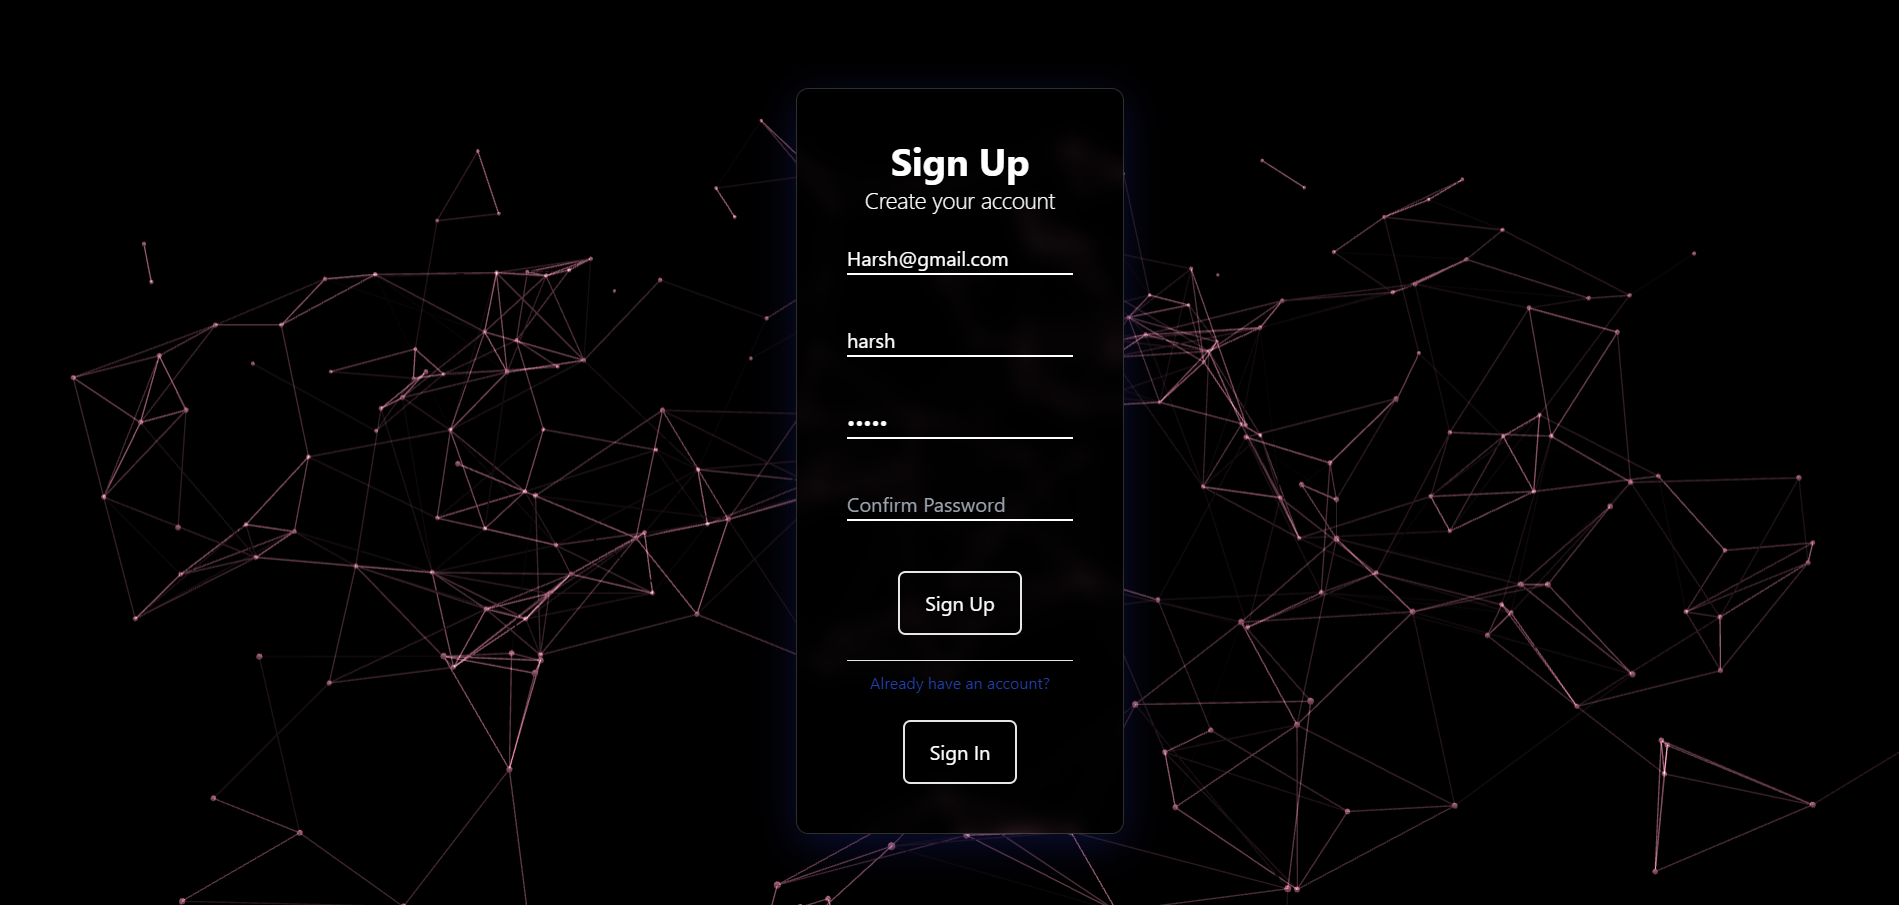 Sign Up
Create your account
Harsh@gmail.com
harsh
•••••
Confirm Password
Sign Up
Already have an account?
Sign In